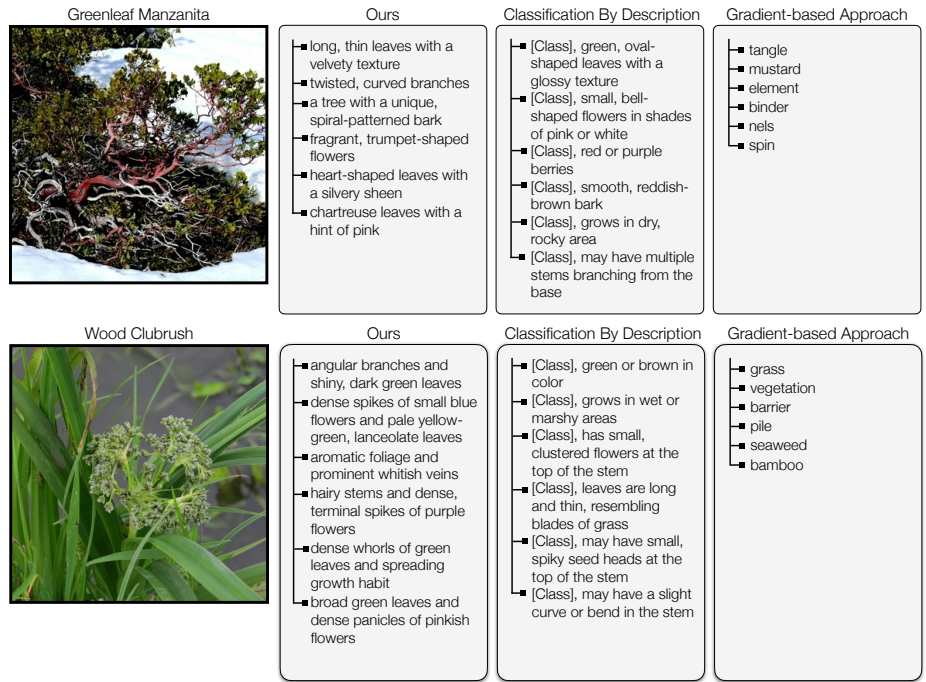 Greenleaf Manzanita
Ours
long, thin leaves with a
velvety texture
twisted, curved branches
a tree with a unique,
spiral-patterned bark
fragrant, trumpet-shaped
flowers
heart-shaped leaves with
a silvery sheen
chartreuse leaves with a
hint of pink
Classification By Description
[Class], green, oval-
shaped leaves with a
glossy texture
[Class], small, bell-
shaped flowers in shades
of pink or white
[Class], red or purple
berries
[Class], smooth, reddish-
brown bark
[Class], grows in dry,
rocky area
[Class], may have multiple
stems branching from the
base
Gradient-based Approach
tangle
mustard
element
binder
nels
spin
Wood Clubrush
Ours
angular branches and
shiny, dark green leaves
dense spikes of small blue
flowers and pale yellow-
green, lanceolate leaves
aromatic foliage and
prominent whitish veins
hairy stems and dense,
terminal spikes of purple
flowers
dense whorls of green
leaves and spreading
growth habit
broad green leaves and
dense panicles of pinkish
flowers
Classification By Description
[Class], green or brown in
color
[Class], grows in wet or
marshy areas
[Class], has small,
clustered flowers at the
top of the stem
[Class], leaves are long
and thin, resembling
blades of grass
[Class], may have small,
spiky seed heads at the
top of the stem
[Class], may have a slight
curve or bend in the stem
Gradient-based Approach
grass
vegetation
barrier
pile
seaweed
bamboo